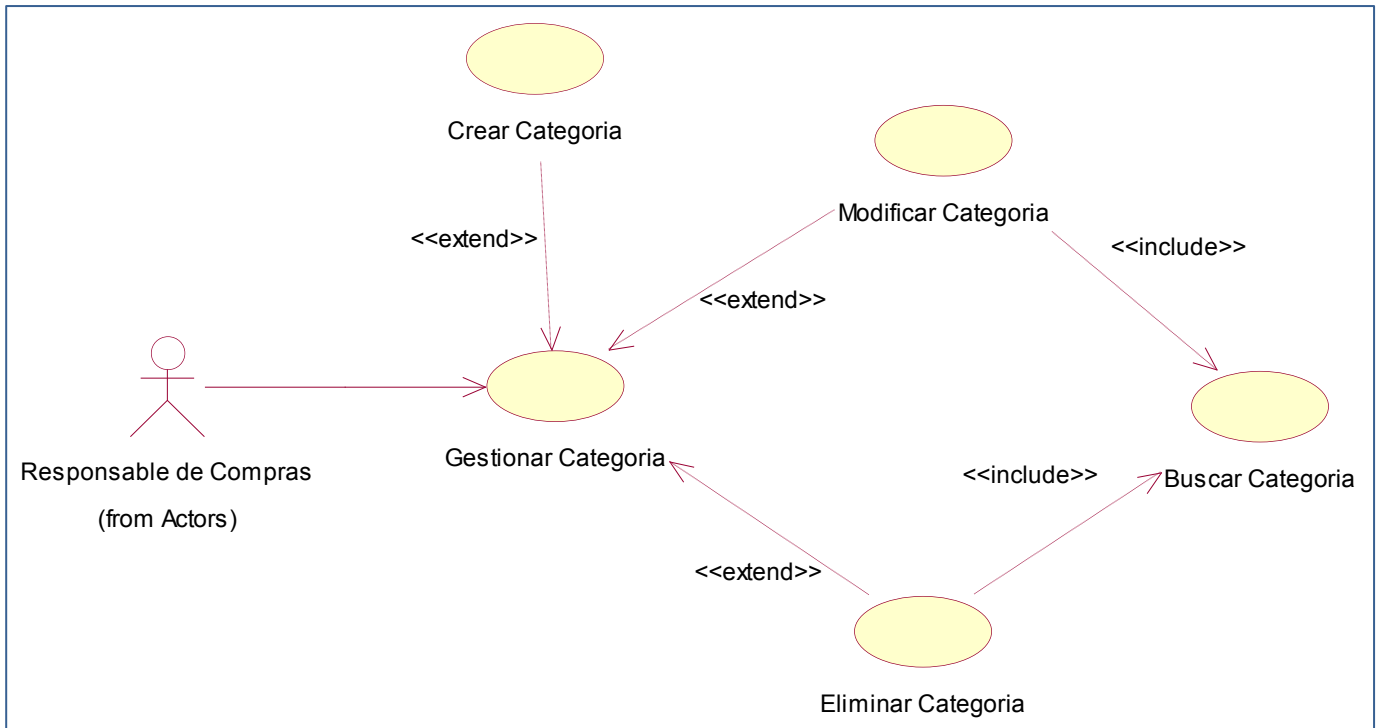 Crear Categoria
Modificar Categoria
<<extend>>
<<include>>
<<extend>>
Gestionar Categoria
Responsable de Compras
(from Actors)
<<include>>
Buscar Categoria
<<extend>>
Eliminar Categoria